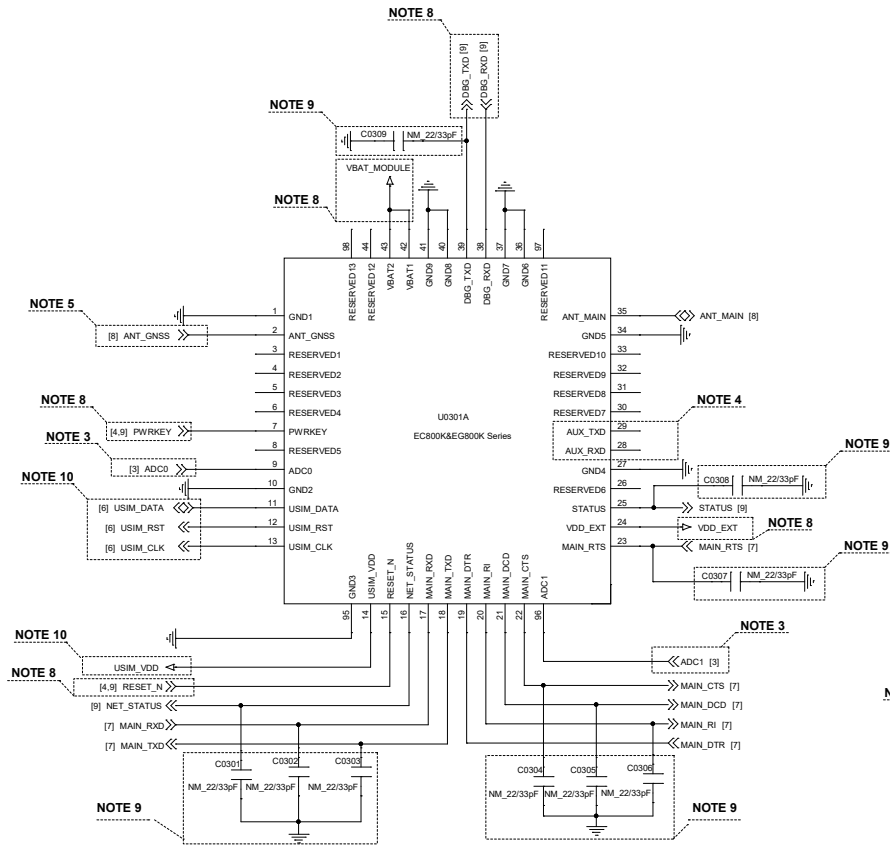 NOTE 8
DBG_TXD [9]
DBG_RXD [9]
NOTE 9
C0309 NM_22/33pF
VBAT_MODULE
NOTE 8
98 44 43 42 41 40 39 38 37 36 97
RESERVED13
RESERVED12
VBAT2
VBAT1
GND9
GND8
DBG_TXD
DBG_RXD
GND7
GND6
RESERVED11
NOTE 5
[8] ANT_GNSS
NOTE 8
[4,9] PWRKEY
NOTE 3
[3] ADC0
NOTE 10
[6] USIM_DATA
[6] USIM_RST
[6] USIM_CLK
1 GND1
2 ANT_GNSS
3 RESERVED1
4 RESERVED2
5 RESERVED3
6 RESERVED4
7 PWRKEY
8 RESERVED5
9 ADC0
10 GND2
11 USIM_DATA
12 USIM_RST
13 USIM_CLK
U0301A
EC800K&EG800K Series
ANT_MAIN 35
GND5 34
RESERVED10 33
RESERVED9 32
RESERVED8 31
RESERVED7 30
AUX_TXD 29
AUX_RXD 28
GND4 27
RESERVED6 26
STATUS 25
VDD_EXT 24
MAIN_RTS 23
ANT_MAIN [8]
NOTE 4
NOTE 9
C0308 NM_22/33pF
STATUS [9]
VDD_EXT
NOTE 8
MAIN_RTS [7]
NOTE 9
C0307 NM_22/33pF
GND3
USIM_VDD
RESET_N
NET_STATUS
MAIN_RXD
MAIN_TXD
MAIN_DTR
MAIN_RI
MAIN_DCD
MAIN_CTS
ADC1
95 14 15 16 17 18 19 20 21 22 96
NOTE 10
USIM_VDD
NOTE 8
[4,9] RESET_N
[9] NET_STATUS
[7] MAIN_RXD
[7] MAIN_TXD
NOTE 3
ADC1 [3]
MAIN_CTS [7]
MAIN_DCD [7]
MAIN_RI [7]
MAIN_DTR [7]
C0301 C0302 C0303
NM_22/33pF NM_22/33pF NM_22/33pF
NOTE 9
C0304 C0305 C0306
NM_22/33pF NM_22/33pF NM_22/33pF
NOTE 9